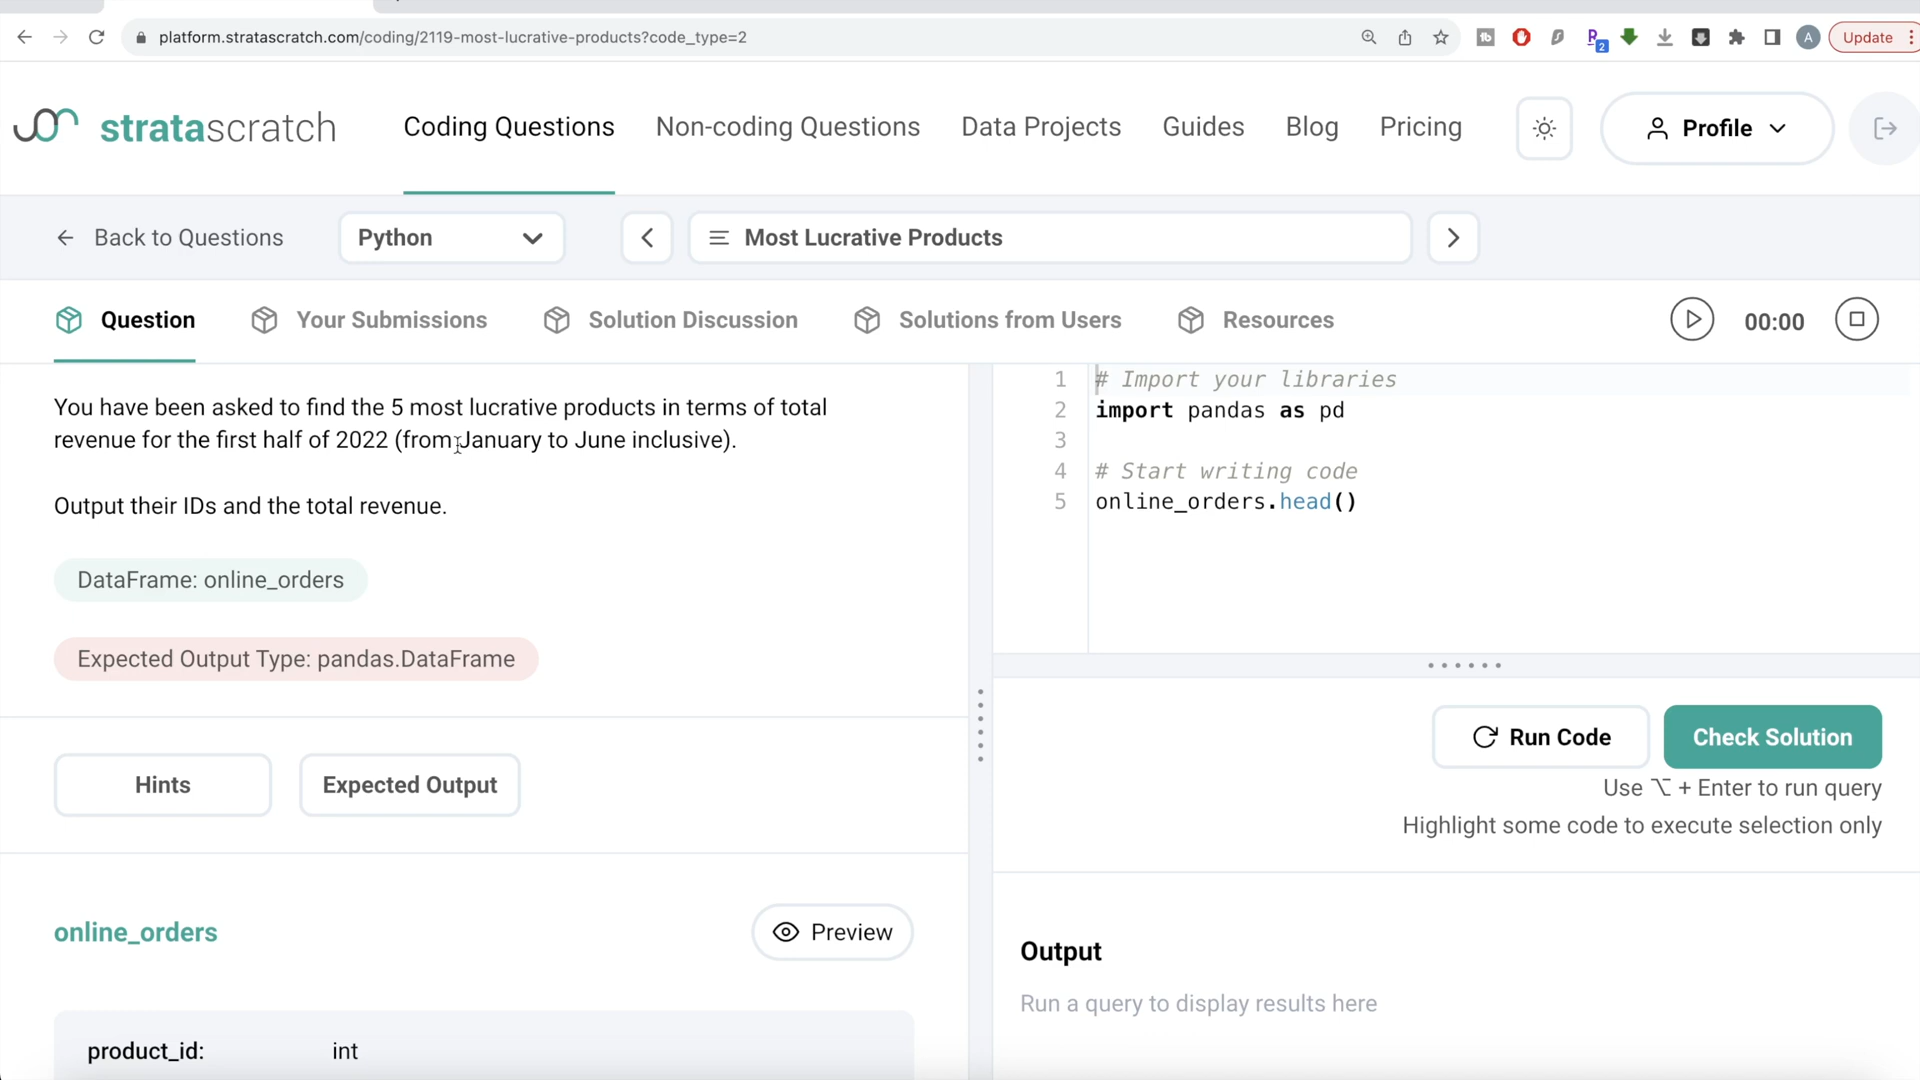 platform.stratascratch.com/coding/2119-most-lucrative-products?code_type=2
2
A
Update
stratascratch
Coding Questions
Non-coding Questions
Data Projects
Guides
Blog
Pricing
Profile
Back to Questions
Python
Most Lucrative Products
Question
Your Submissions
Solution Discussion
Solutions from Users
Resources
00:00
You have been asked to find the 5 most lucrative products in terms of total
revenue for the first half of 2022 (from January to June inclusive).
Output their IDs and the total revenue.
DataFrame: online_orders
Expected Output Type: pandas.DataFrame
Hints
Expected Output
online_orders
Preview
product_id: int
1 # Import your libraries
2 import pandas as pd
3
4 # Start writing code
5 online_orders.head()
Run Code
Check Solution
Use ⌥ + Enter to run query
Highlight some code to execute selection only
Output
Run a query to display results here